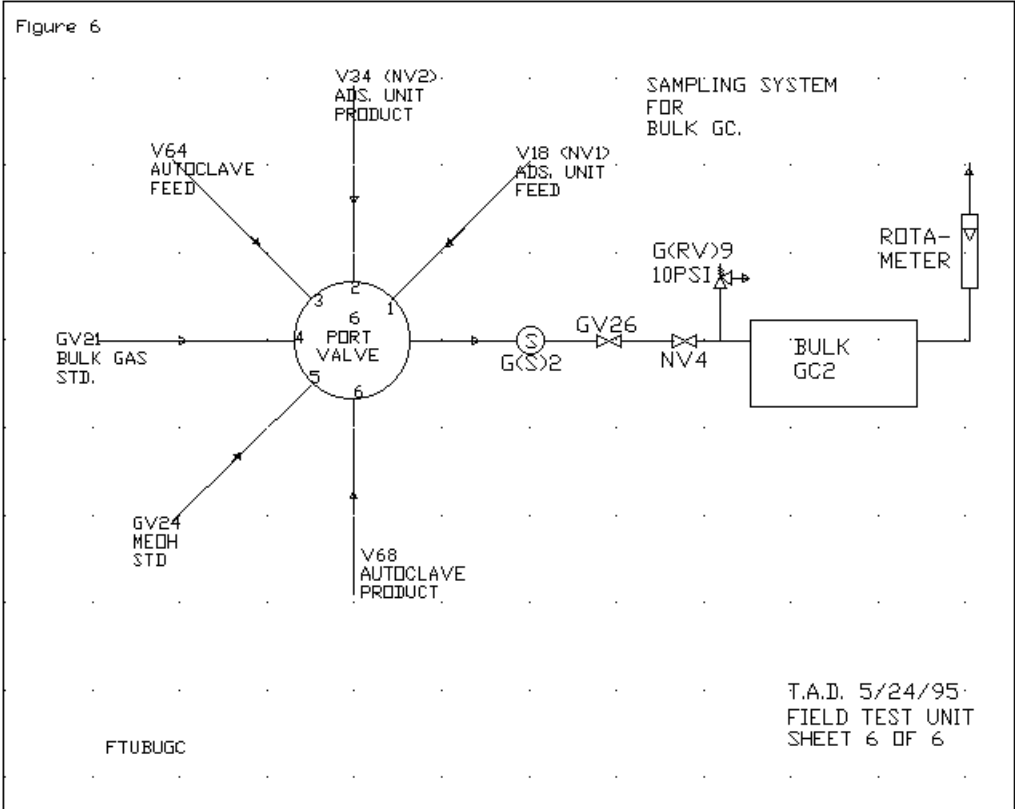 Figure 6
V34 (NV2)
ADS. UNIT
PRODUCT
SAMPLING SYSTEM
FOR
BULK GC.
V64
AUTOCLAVE
FEED
V18 (NV1)
ADS. UNIT
FEED
ROTA-
METER
G(RV)9
10PSI
2
3
1
6
PORT
VALVE
4
5
6
GV21
BULK GAS
STD.
S
G(S)2
GV26
NV4
BULK
GC2
GV24
MEOH
STD
V68
AUTOCLAVE
PRODUCT
T.A.D. 5/24/95
FIELD TEST UNIT
SHEET 6 OF 6
FTUBUGC